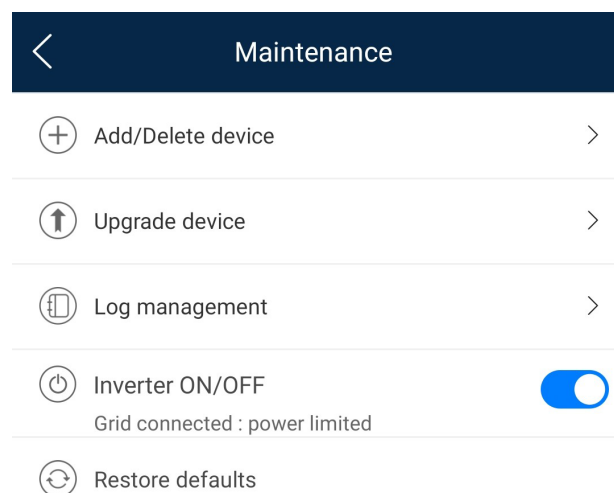 Maintenance
Add/Delete device
Upgrade device
Log management
Inverter ON/OFF
Grid connected : power limited
Restore defaults